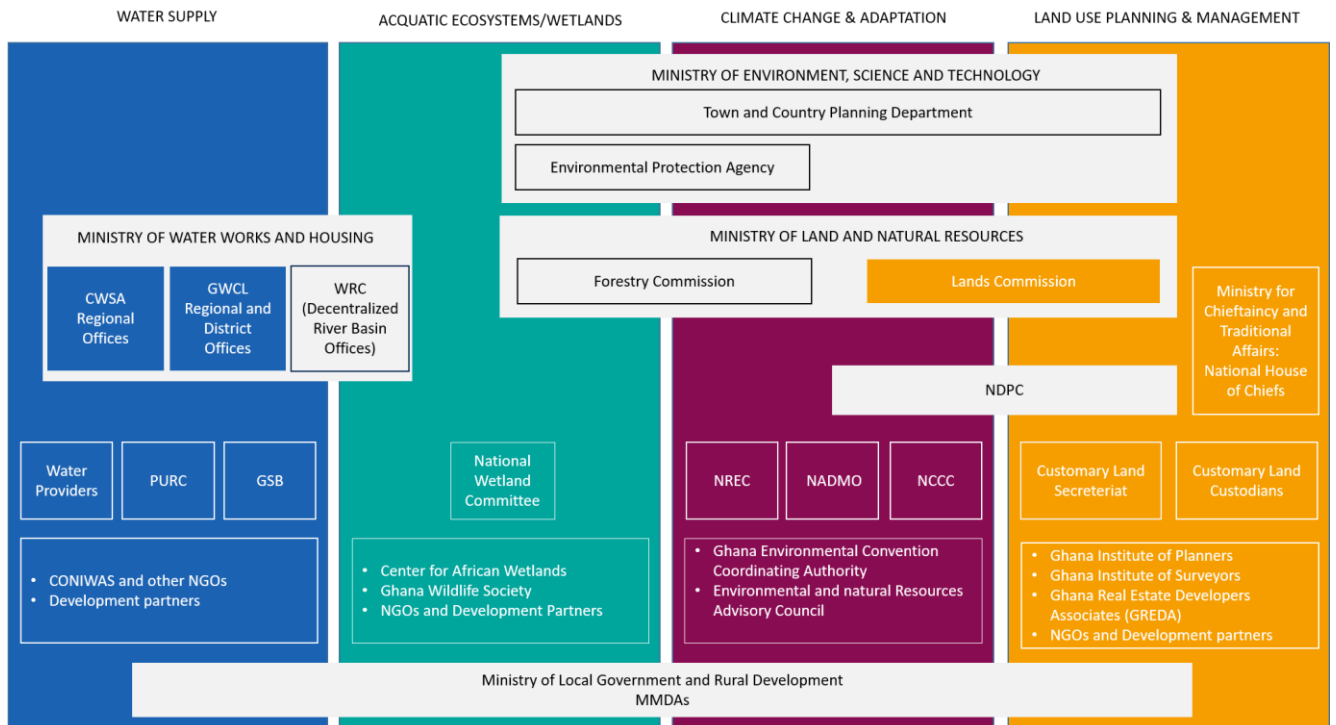 WATER SUPPLY
ACQUATIC ECOSYSTEMS/WETLANDS
CLIMATE CHANGE & ADAPTATION
LAND USE PLANNING & MANAGEMENT
MINISTRY OF ENVIRONMENT, SCIENCE AND TECHNOLOGY
Town and Country Planning Department
Environmental Protection Agency
MINISTRY OF WATER WORKS AND HOUSING
CWSA
Regional
Offices
GWCL
Regional and
District
Offices
WRC
(Decentralized
River Basin
Offices)
MINISTRY OF LAND AND NATURAL RESOURCES
Forestry Commission
Lands Commission
Ministry for
Chieftaincy and
Traditional
Affairs:
National House
of Chiefs
NDPC
Water
Providers
PURC
GSB
National
Wetland
Committee
NREC
NADMO
NCCC
Customary Land
Secreteriat
Customary Land
Custodians
• CONIWAS and other NGOs
• Development partners
• Center for African Wetlands
• Ghana Wildlife Society
• NGOs and Development Partners
• Ghana Environmental Convention
Coordinating Authority
• Environmental and natural Resources
Advisory Council
• Ghana Institute of Planners
• Ghana Institute of Surveyors
• Ghana Real Estate Developers
Associates (GREDA)
• NGOs and Development partners
Ministry of Local Government and Rural Development
MMDAs